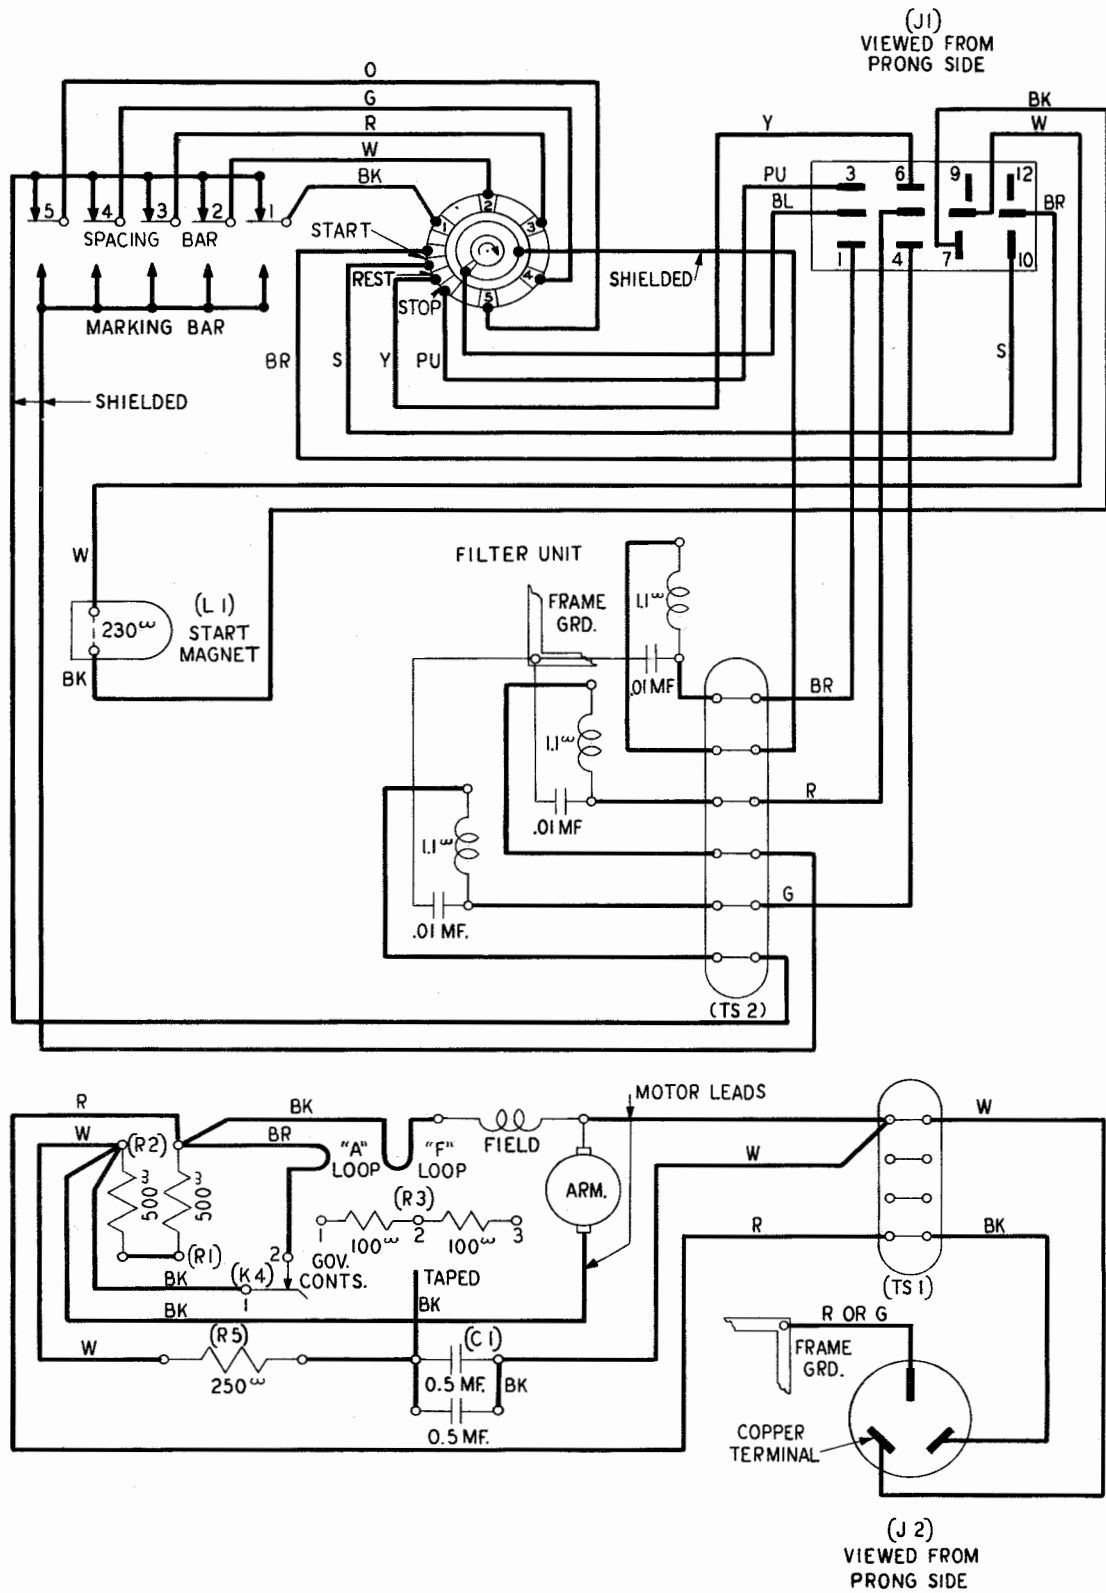 (J1)
VIEWED FROM
PRONG SIDE
O
G
R
W
BK
BK
W
Y
PU
BL
3
6
9
12
BR
5
4
3
2
1
SPACING BAR
START
1
2
3
4
5
REST
STOP
SHIELDED
1
4
7
10
MARKING BAR
BR
S
Y
PU
S
SHIELDED
W
FILTER UNIT
(L1)
START
MAGNET
230ω
BK
FRAME
GRD.
1.1ω
.01 MF
BR
1.1ω
.01 MF
R
1.1ω
.01 MF.
G
(TS 2)
R
BK
MOTOR LEADS
W
(R2)
BR
"A"
LOOP
"F"
LOOP
FIELD
W
W
500ω
500ω
ARM.
(R3)
1
100ω
2
100ω
3
R
BK
(R1)
2
GOV.
CONTS.
(K4)
BK
1
TAPED
BK
BK
(TS1)
R OR G
FRAME
GRD.
W
(R5)
250ω
(C1)
0.5 MF.
BK
0.5 MF.
COPPER
TERMINAL
(J2)
VIEWED FROM
PRONG SIDE